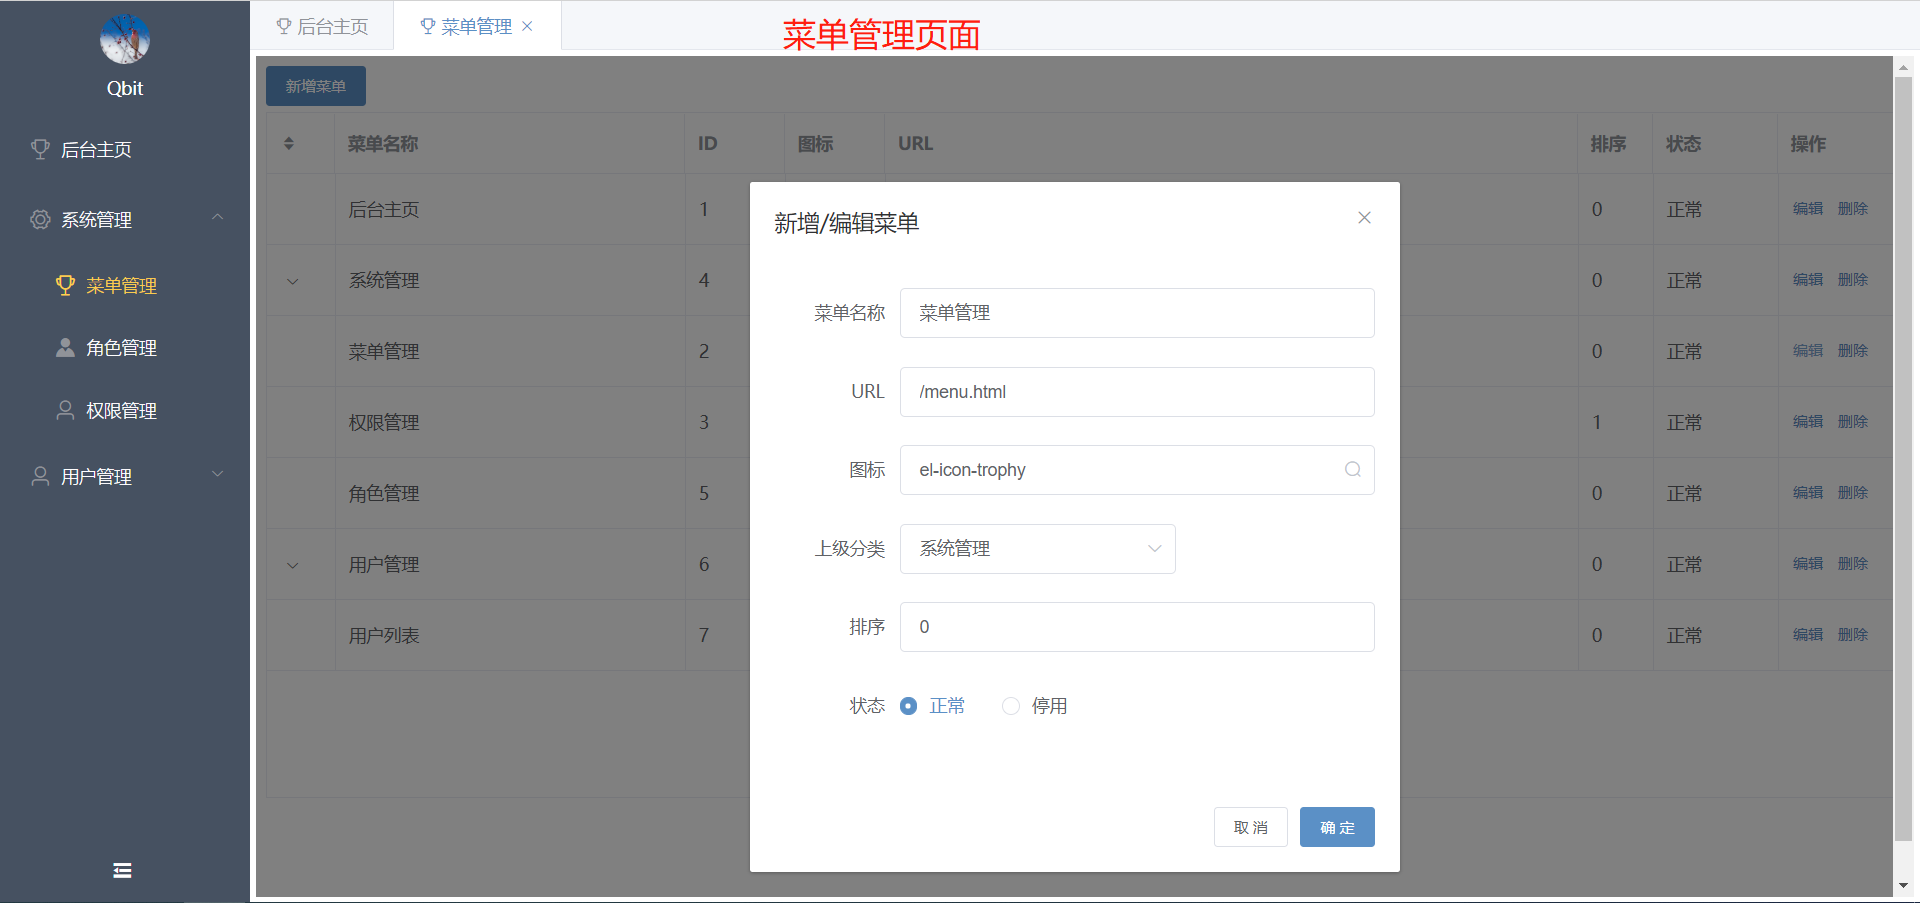 Qbit
后台主页
系统管理
菜单管理
角色管理
权限管理
用户管理
后台主页 菜单管理
菜单管理页面
新增菜单
菜单名称 ID 图标 URL 排序 状态 操作
后台主页 1 0 正常 编辑 删除
系统管理 4 0 正常 编辑 删除
菜单管理 2 0 正常 编辑 删除
权限管理 3 1 正常 编辑 删除
角色管理 5 0 正常 编辑 删除
用户管理 6 0 正常 编辑 删除
用户列表 7 0 正常 编辑 删除
新增/编辑菜单
菜单名称 菜单管理
URL /menu.html
图标 el-icon-trophy
上级分类 系统管理
排序 0
状态 正常 停用
取 消 确 定